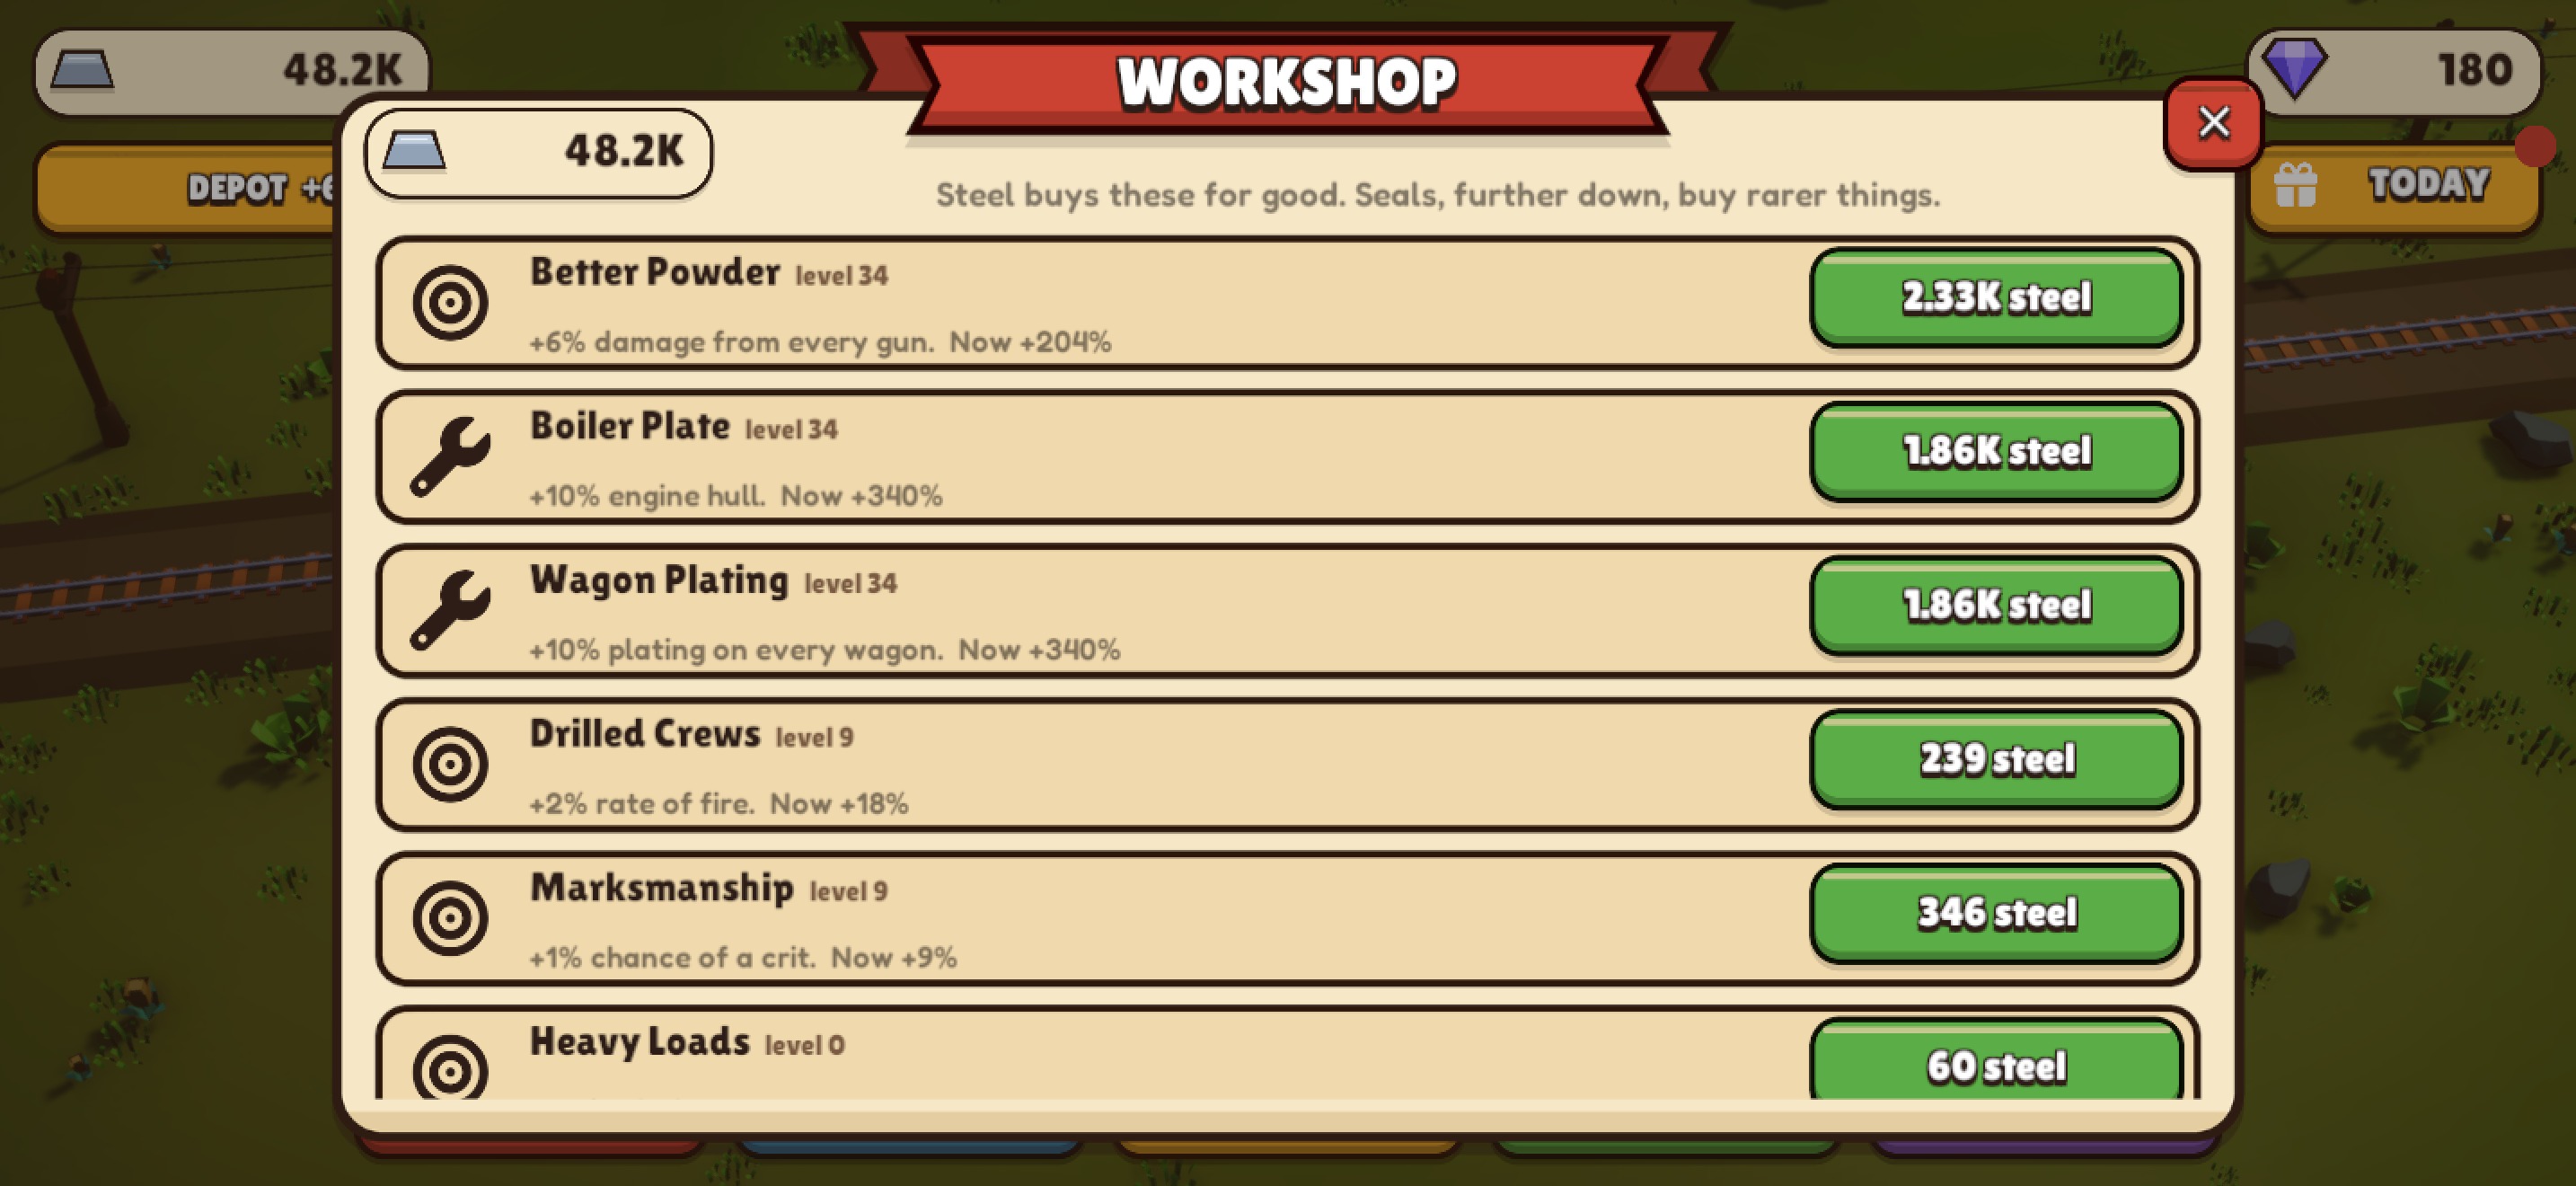 48.2K
WORKSHOP
180
48.2K
DEPOT +6
TODAY
Steel buys these for good. Seals, further down, buy rarer things.
Better Powder level 34
2.33K steel
+6% damage from every gun. Now +204%
Boiler Plate level 34
1.86K steel
+10% engine hull. Now +340%
Wagon Plating level 34
1.86K steel
+10% plating on every wagon. Now +340%
Drilled Crews level 9
239 steel
+2% rate of fire. Now +18%
Marksmanship level 9
346 steel
+1% chance of a crit. Now +9%
Heavy Loads level 0
60 steel